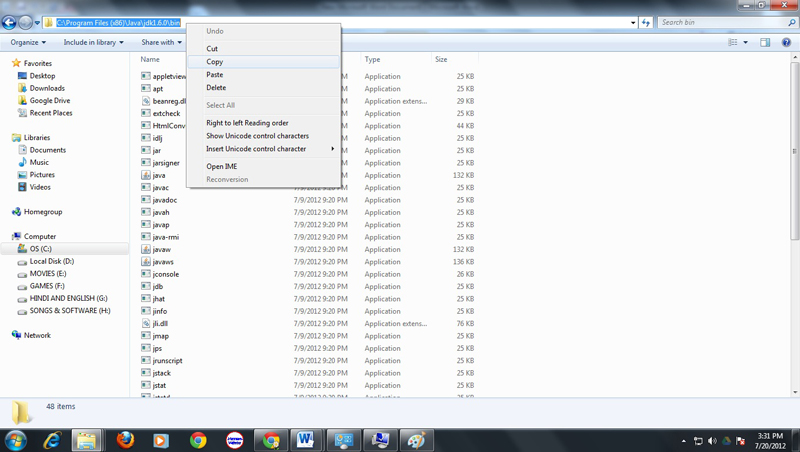 C:\Program Files (x86)\Java\jdk1.6.0\bin
Search bin
Organize
Include in library
Share with
Undo
Cut
Copy
Paste
Delete
Select All
Right to left Reading order
Show Unicode control characters
Insert Unicode control character
Open IME
Reconversion
Favorites
Desktop
Downloads
Google Drive
Recent Places
Libraries
Documents
Music
Pictures
Videos
Homegroup
Computer
OS (C:)
Local Disk (D:)
MOVIES (E:)
GAMES (F:)
HINDI AND ENGLISH (G:)
SONGS & SOFTWARE (H:)
Network
Name Type Size
appletview Application 25 KB
apt Application 25 KB
beanreg.dl Application extens... 29 KB
extcheck Application 25 KB
HtmlConv Application 44 KB
idlj Application 25 KB
jar Application 25 KB
jarsigner Application 25 KB
java Application 132 KB
javac 7/9/2012 9:20 PM Application 25 KB
javadoc 7/9/2012 9:20 PM Application 25 KB
javah 7/9/2012 9:20 PM Application 25 KB
javap 7/9/2012 9:20 PM Application 25 KB
java-rmi 7/9/2012 9:20 PM Application 25 KB
javaw 7/9/2012 9:20 PM Application 132 KB
javaws 7/9/2012 9:20 PM Application 136 KB
jconsole 7/9/2012 9:20 PM Application 26 KB
jdb 7/9/2012 9:20 PM Application 25 KB
jhat 7/9/2012 9:20 PM Application 25 KB
jinfo 7/9/2012 9:20 PM Application 25 KB
jli.dll 7/9/2012 9:20 PM Application extens... 76 KB
jmap 7/9/2012 9:20 PM Application 25 KB
jps 7/9/2012 9:20 PM Application 25 KB
jrunscript 7/9/2012 9:20 PM Application 25 KB
jstack 7/9/2012 9:20 PM Application 25 KB
jstat 7/9/2012 9:20 PM Application 25 KB
jstatd 7/9/2012 9:20 PM Application 25 KB
48 items
3:31 PM
7/20/2012